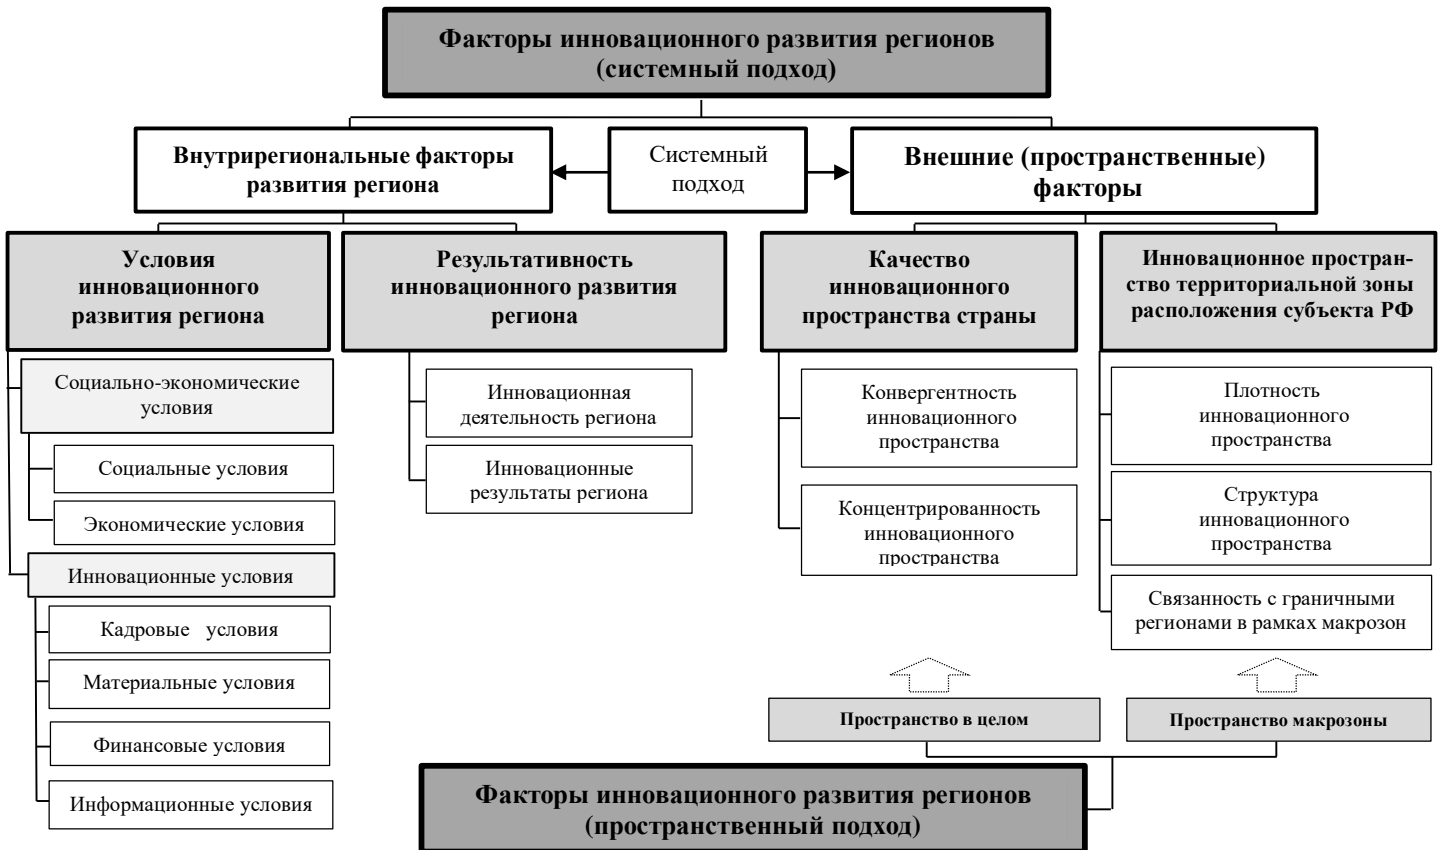 Факторы инновационного развития регионов
(системный подход)
Внутрирегиональные факторы
развития региона
Системный
подход
Внешние (пространственные)
факторы
Условия
инновационного
развития региона
Результативность
инновационного развития
региона
Качество
инновационного
пространства страны
Инновационное простран-
ство территориальной зоны
расположения субъекта РФ
Социально-экономические
условия
Социальные условия
Экономические условия
Инновационные условия
Кадровые условия
Материальные условия
Финансовые условия
Информационные условия
Инновационная
деятельность региона
Инновационные
результаты региона
Конвергентность
инновационного
пространства
Концентрированность
инновационного
пространства
Плотность
инновационного
пространства
Структура
инновационного
пространства
Связанность с граничными
регионами в рамках макрозон
Пространство в целом
Пространство макрозоны
Факторы инновационного развития регионов
(пространственный подход)